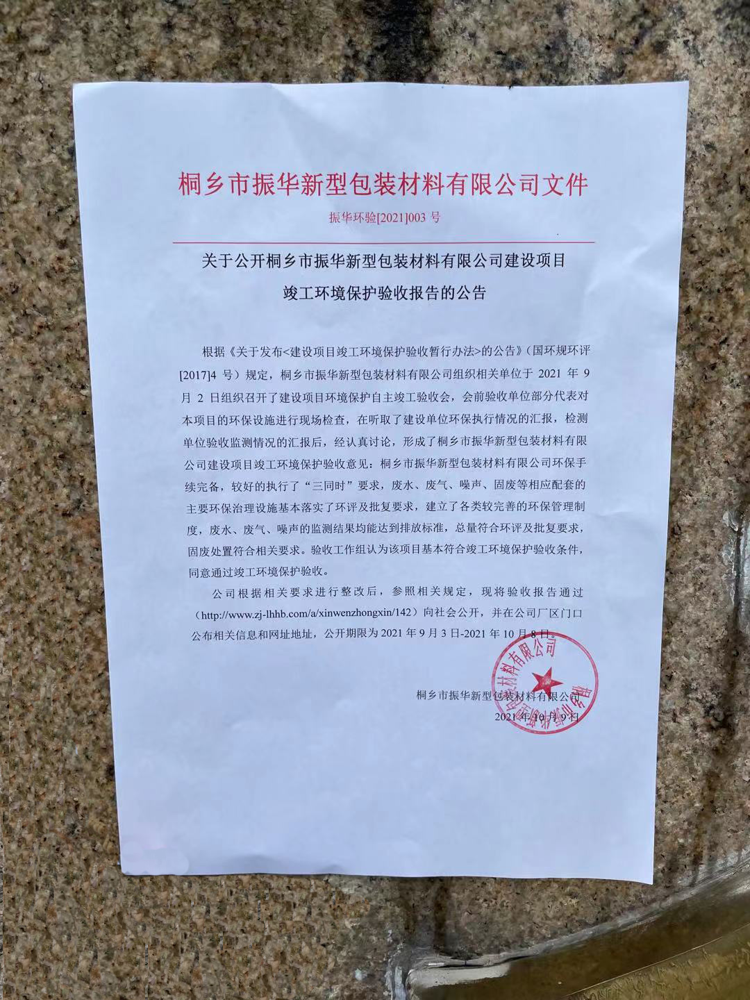 桐乡市振华新型包装材料有限公司文件
振华环验[2021]003 号
关于公开桐乡市振华新型包装材料有限公司建设项目
竣工环境保护验收报告的公告
根据《关于发布<建设项目竣工环境保护验收暂行办法>的公告》（国环规环评
[2017]4 号）规定，桐乡市振华新型包装材料有限公司组织相关单位于 2021 年 9
月 2 日组织召开了建设项目环境保护自主竣工验收会，会前验收单位部分代表对
本项目的环保设施进行现场检查，在听取了建设单位环保执行情况的汇报，检测
单位验收监测情况的汇报后，经认真讨论，形成了桐乡市振华新型包装材料有限
公司建设项目竣工环境保护验收意见：桐乡市振华新型包装材料有限公司环保手
续完备，较好的执行了“三同时”要求，废水、废气、噪声、固废等相应配套的
主要环保治理设施基本落实了环评及批复要求，建立了各类较完善的环保管理制
度，废水、废气、噪声的监测结果均能达到排放标准，总量符合环评及批复要求，
固废处置符合相关要求。验收工作组认为该项目基本符合竣工环境保护验收条件，
同意通过竣工环境保护验收。
公司根据相关要求进行整改后，参照相关规定，现将验收报告通过
（http://www.zj-lhhb.com/a/xinwenzhongxin/142）向社会公开，并在公司厂区门口
公布相关信息和网址地址，公开期限为 2021 年 9 月 3 日-2021 年 10 月 8 日。
桐乡市振华新型包装材料有限公司
2021 年 10 月 9 日
桐乡市振华新型包装材料有限公司